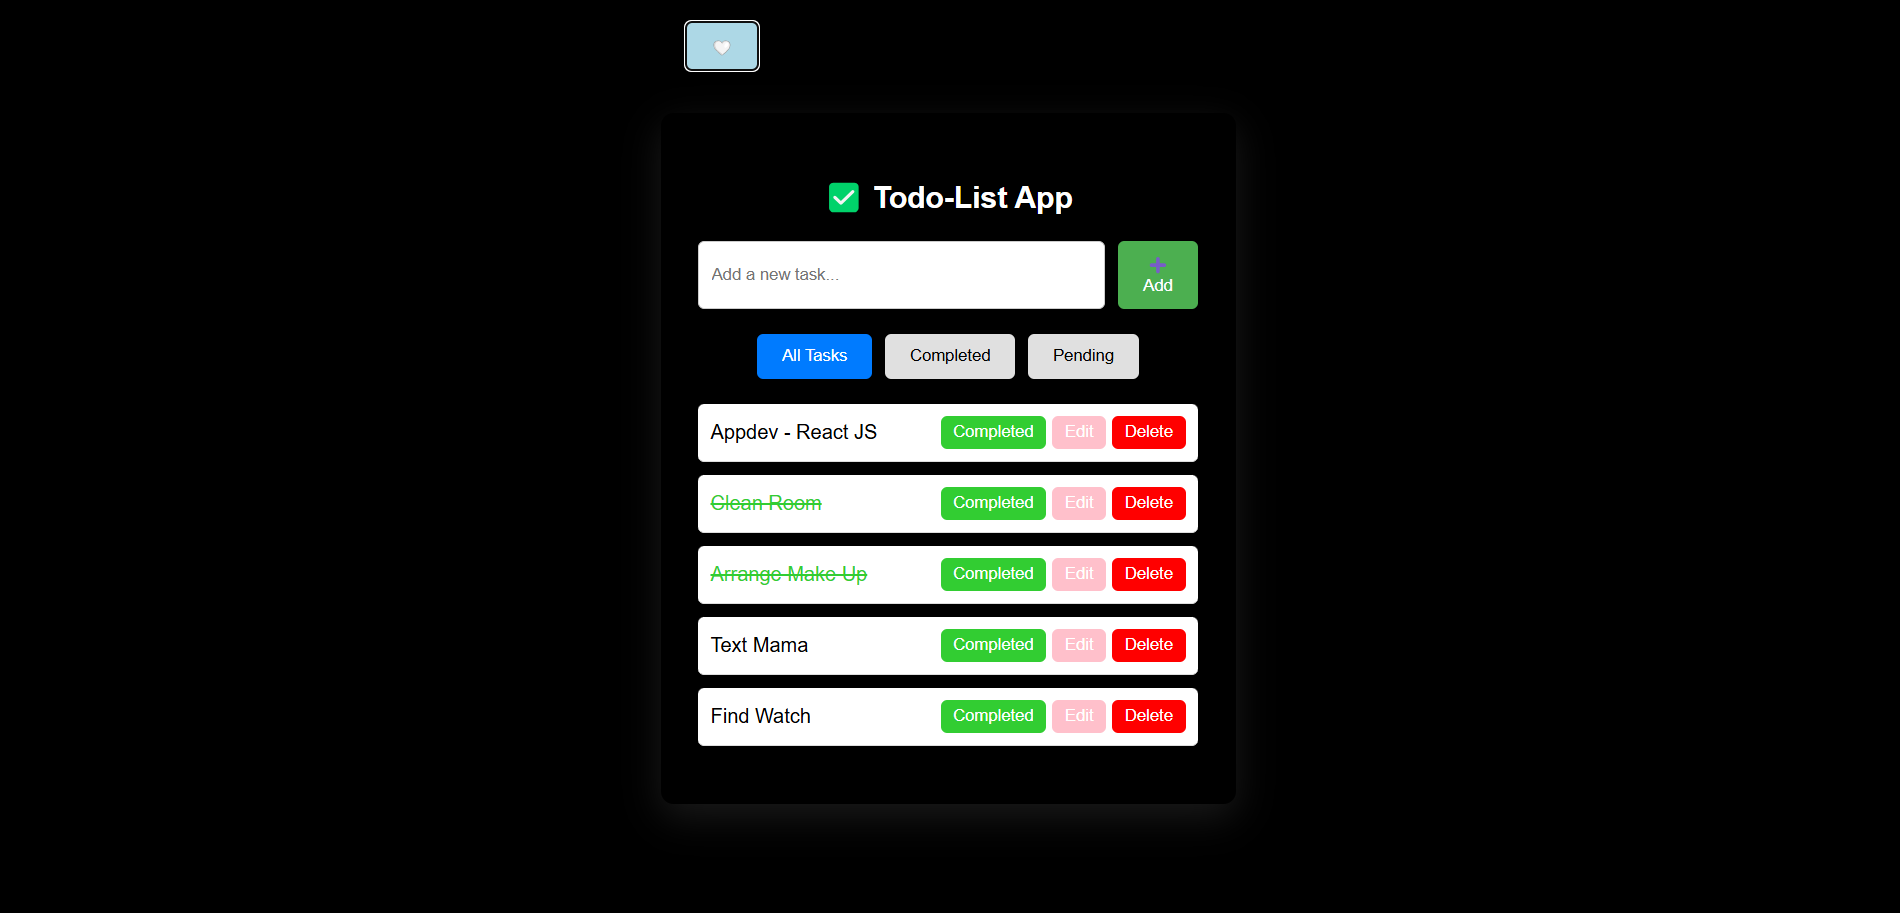 Todo-List App
Add a new task...
Add
All Tasks Completed Pending
Appdev - React JS Completed Edit Delete
Clean Room Completed Edit Delete
Arrange Make Up Completed Edit Delete
Text Mama Completed Edit Delete
Find Watch Completed Edit Delete